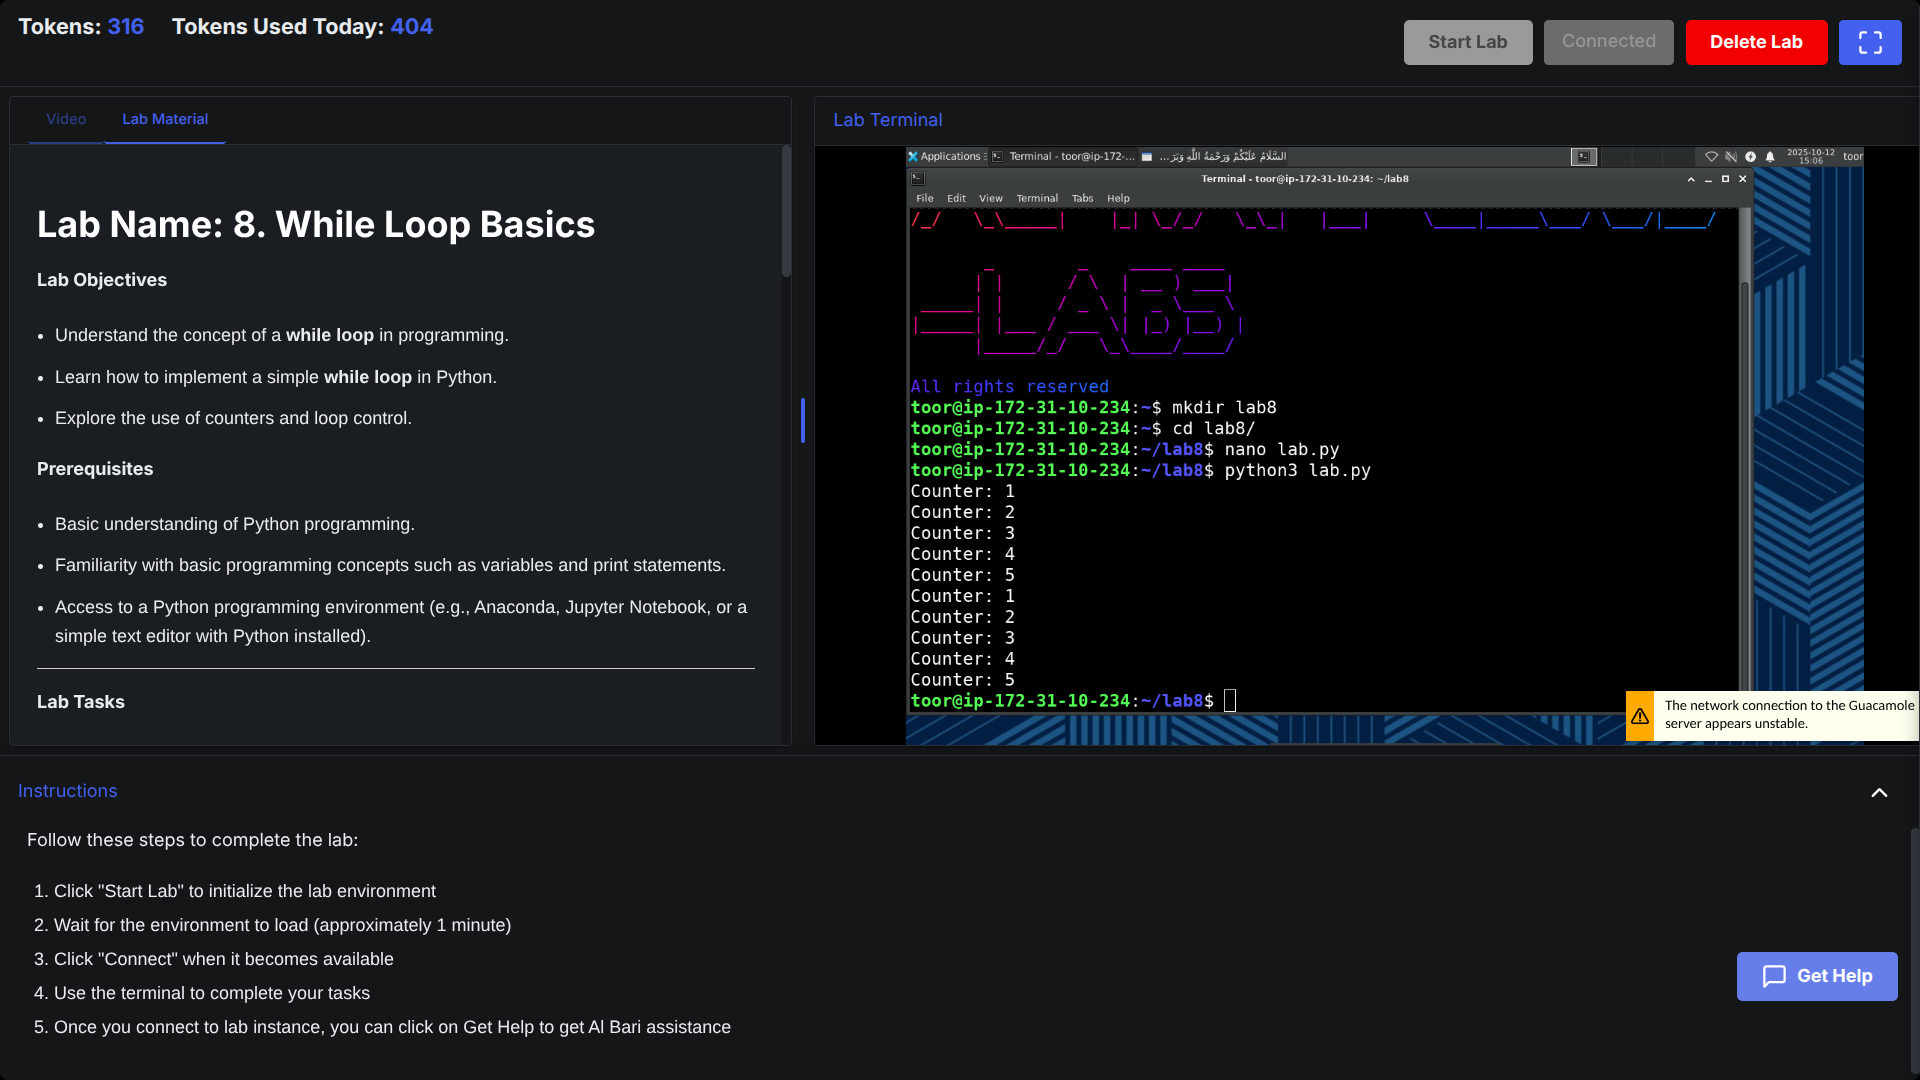 Tokens: 316 Tokens Used Today: 404
Start Lab
Connected
Delete Lab
Video
Lab Material
Lab Name: 8. While Loop Basics
Lab Objectives
• Understand the concept of a while loop in programming.
• Learn how to implement a simple while loop in Python.
• Explore the use of counters and loop control.
Prerequisites
• Basic understanding of Python programming.
• Familiarity with basic programming concepts such as variables and print statements.
• Access to a Python programming environment (e.g., Anaconda, Jupyter Notebook, or a
simple text editor with Python installed).
Lab Tasks
Lab Terminal
Applications
Terminal - toor@ip-172-...
السَّلَامُ عَلَيْكُمْ وَرَحْمَةُ اللَّهِ وَبَرَ...
2025-10-12
15:06
toor
Terminal - toor@ip-172-31-10-234: ~/lab8
File Edit View Terminal Tabs Help
-LABS
All rights reserved
toor@ip-172-31-10-234:~$ mkdir lab8
toor@ip-172-31-10-234:~$ cd lab8/
toor@ip-172-31-10-234:~/lab8$ nano lab.py
toor@ip-172-31-10-234:~/lab8$ python3 lab.py
Counter: 1
Counter: 2
Counter: 3
Counter: 4
Counter: 5
Counter: 1
Counter: 2
Counter: 3
Counter: 4
Counter: 5
toor@ip-172-31-10-234:~/lab8$
The network connection to the Guacamole
server appears unstable.
Instructions
Follow these steps to complete the lab:
1. Click "Start Lab" to initialize the lab environment
2. Wait for the environment to load (approximately 1 minute)
3. Click "Connect" when it becomes available
4. Use the terminal to complete your tasks
5. Once you connect to lab instance, you can click on Get Help to get Al Bari assistance
Get Help